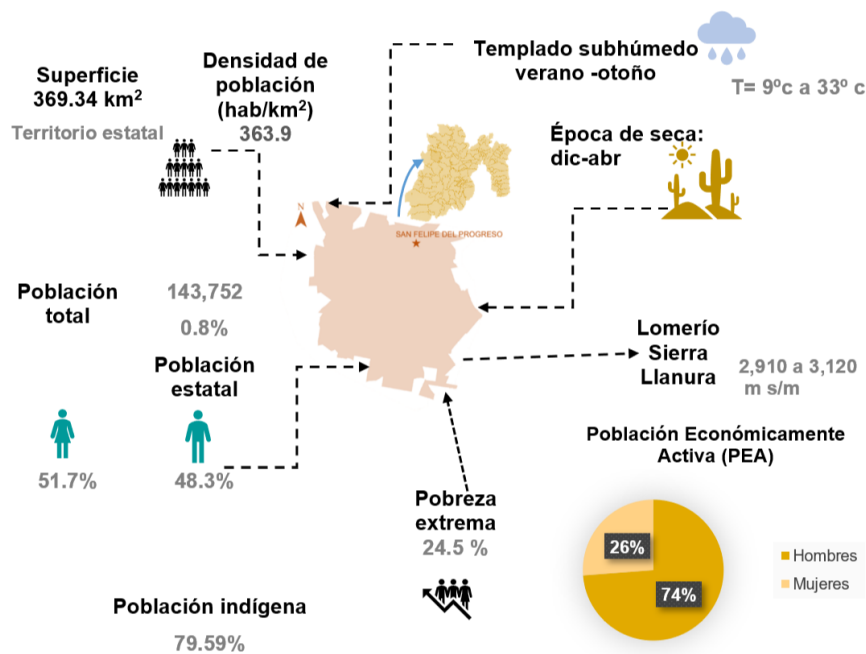 Superficie
369.34 km²
Territorio estatal
Densidad de
población
(hab/km²)
363.9
Templado subhúmedo
verano -otoño
T= 9ºc a 33º c
Época de seca:
dic-abr
N
SAN FELIPE DEL PROGRESO
Población
total
143,752
0.8%
Población
estatal
51.7%
48.3%
Lomerío
Sierra
Llanura
2,910 a 3,120
m s/m
Pobreza
extrema
24.5 %
Población Económicamente
Activa (PEA)
26%
74%
Hombres
Mujeres
Población indígena
79.59%